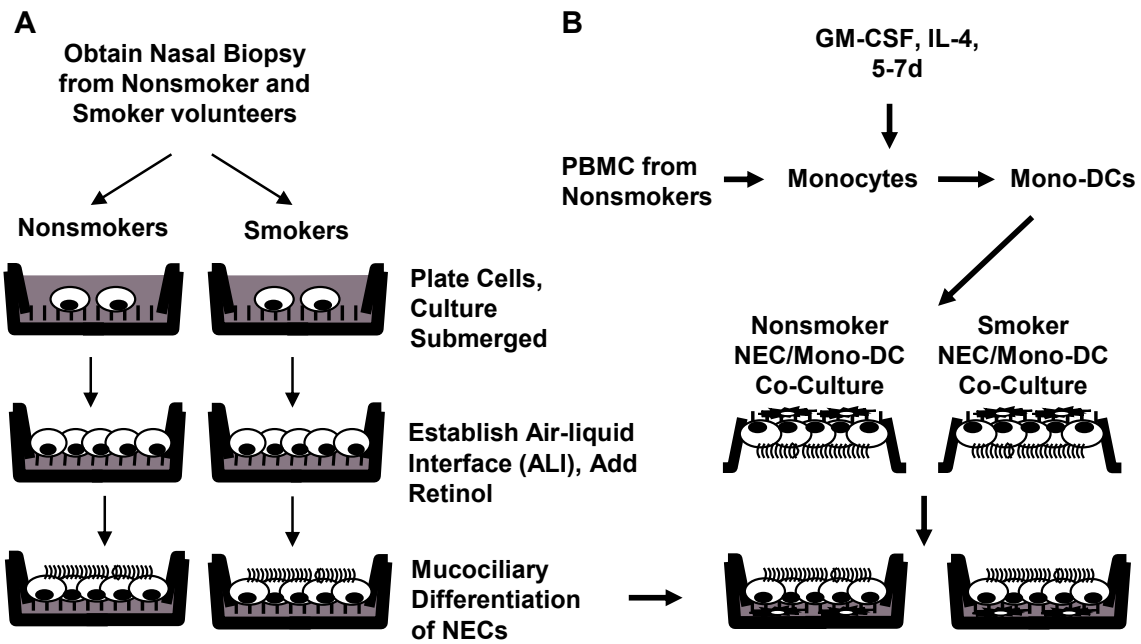 A
Obtain Nasal Biopsy
from Nonsmoker and
Smoker volunteers
Nonsmokers
Smokers
Plate Cells,
Culture
Submerged
Establish Air-liquid
Interface (ALI), Add
Retinol
Mucociliary
Differentiation
of NECs
B
GM-CSF, IL-4,
5-7d
PBMC from
Nonsmokers
Monocytes
Mono-DCs
Nonsmoker
NEC/Mono-DC
Co-Culture
Smoker
NEC/Mono-DC
Co-Culture